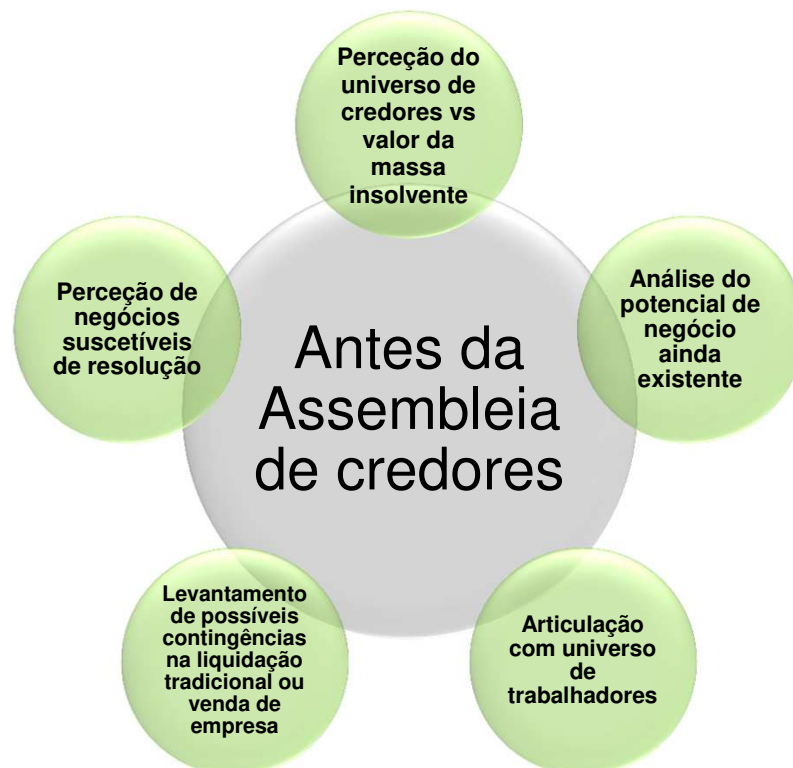 Perceção do
universo de
credores vs
valor da
massa
insolvente
Perceção de
negócios
suscetíveis
de resolução
Antes da
Assembleia
de credores
Análise do
potencial de
negócio
ainda
existente
Levantamento
de possíveis
contingências
na liquidação
tradicional ou
venda de
empresa
Articulação
com universo
de
trabalhadores